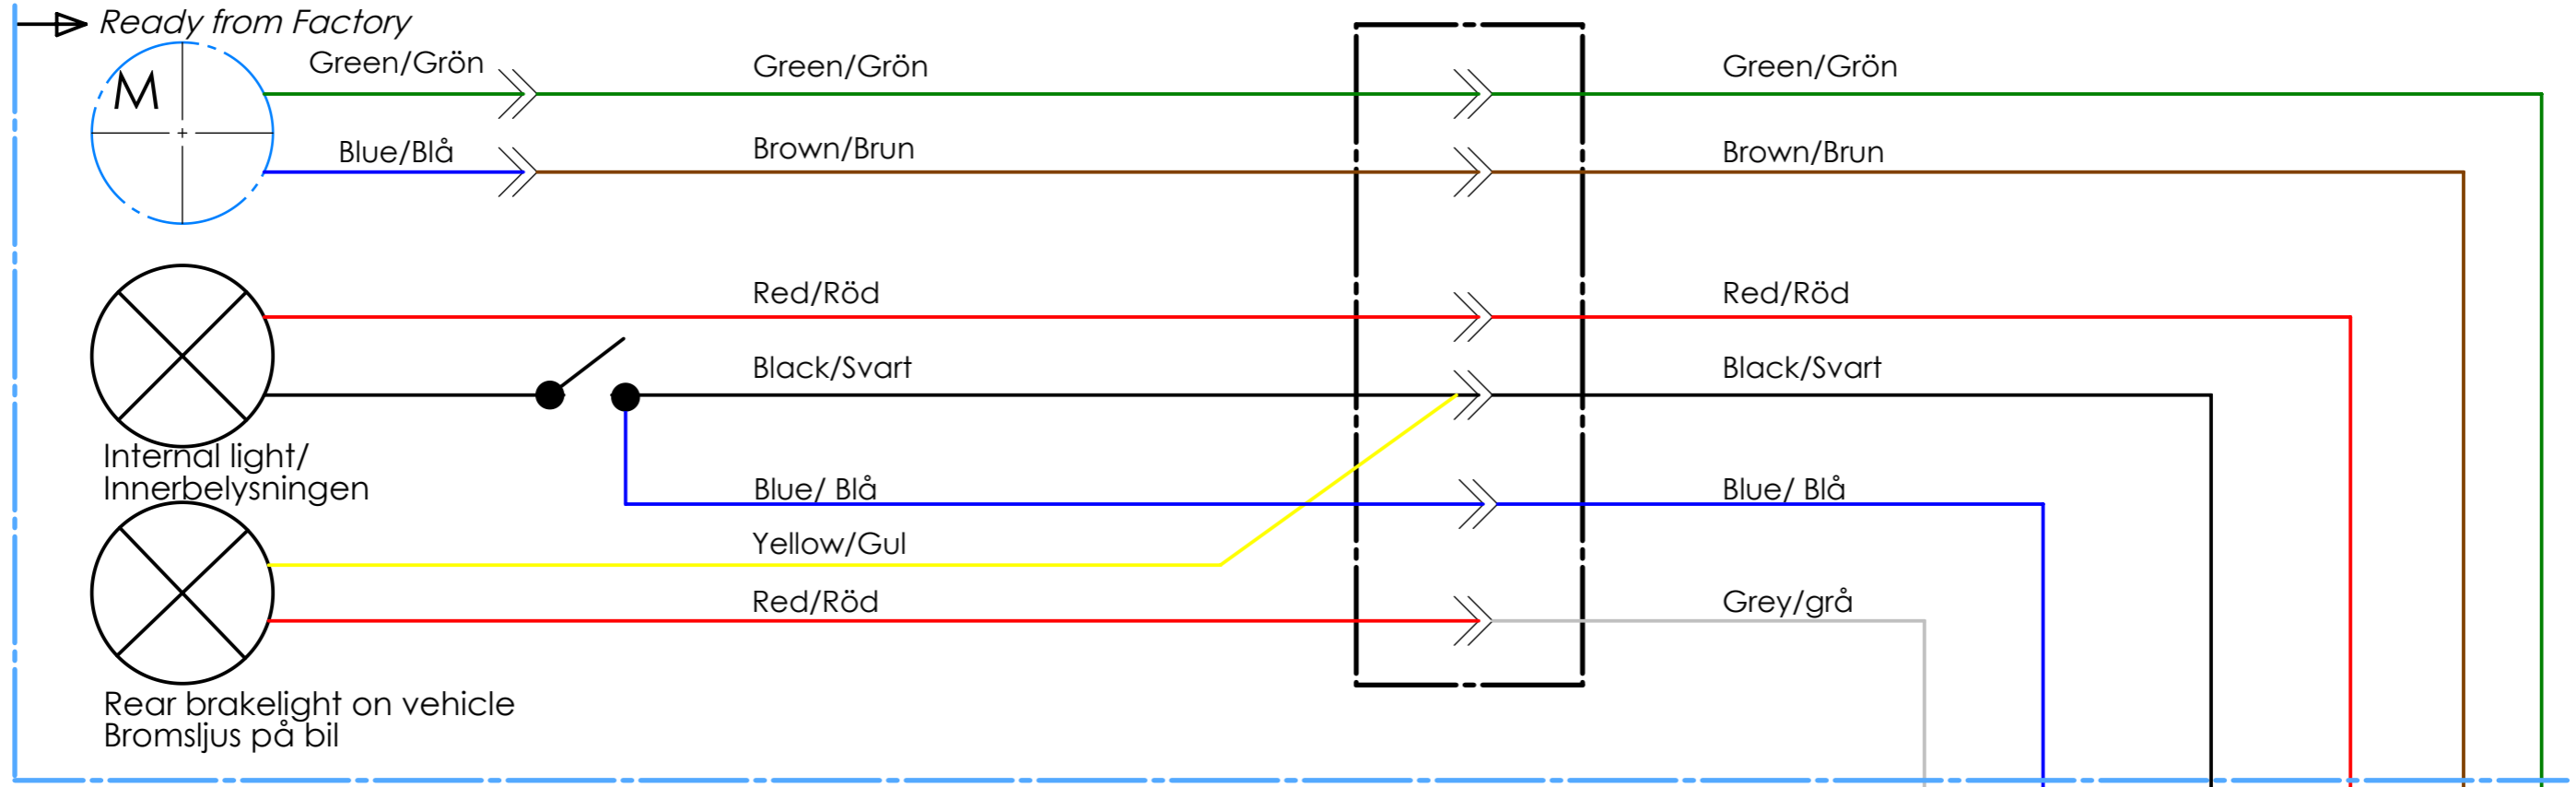 Ready from Factory
M
Green/Grön
Green/Grön
Green/Grön
Blue/Blå
Brown/Brun
Brown/Brun
Red/Röd
Red/Röd
Black/Svart
Black/Svart
Internal light/
Innerbelysningen
Blue/ Blå
Blue/ Blå
Yellow/Gul
Red/Röd
Grey/grå
Rear brakelight on vehicle
Bromsljus på bil